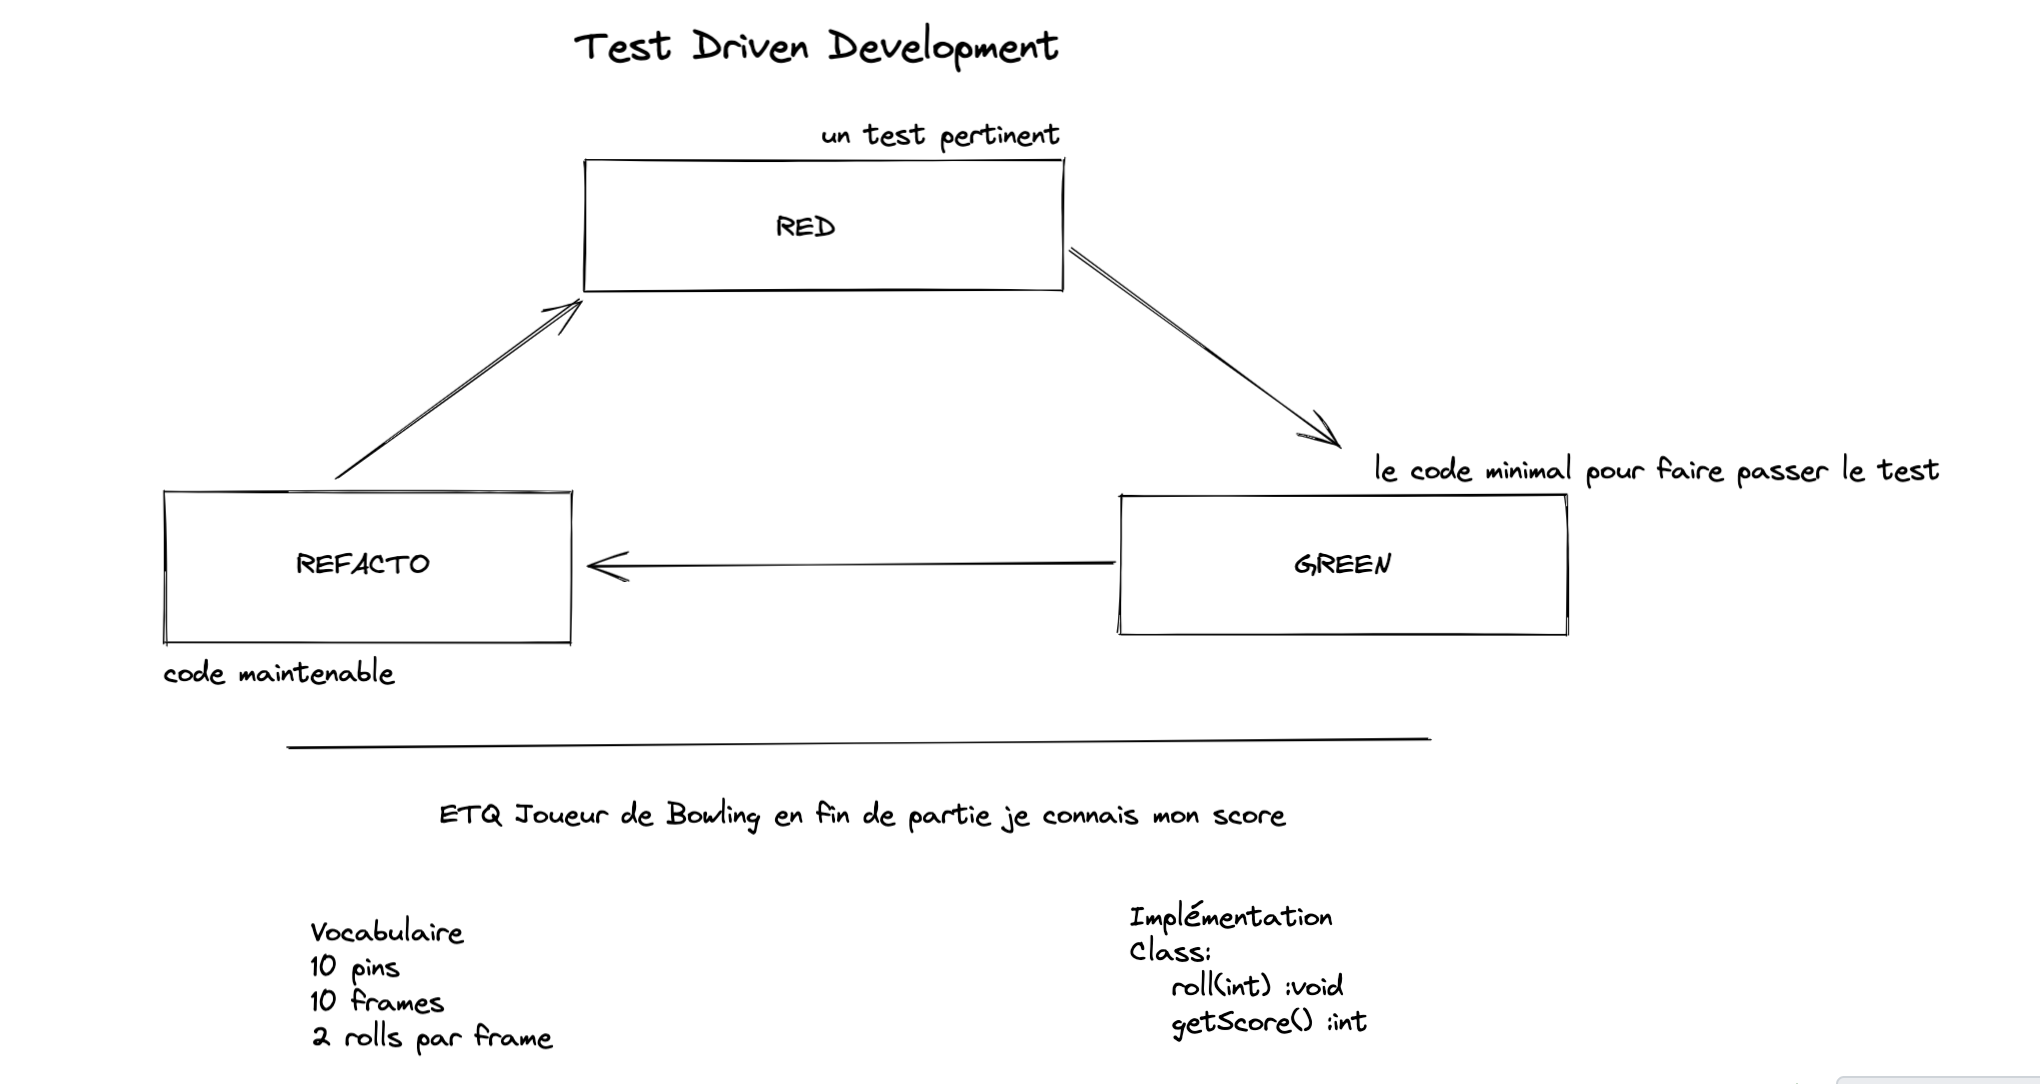 Test Driven Development
un test pertinent
RED
le code minimal pour faire passer le test
REFACTO
GREEN
code maintenable
ETQ Joueur de Bowling en fin de partie je connais mon score
Vocabulaire
10 pins
10 frames
2 rolls par frame
Implémentation
Class:
roll(int) :void
getScore() :int